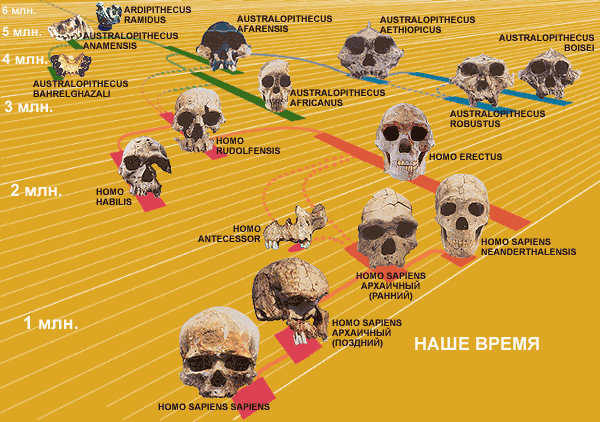 6 млн.
ARDIPITHECUS
RAMIDUS
5 млн.
AUSTRALOPITHECUS
ANAMENSIS
AUSTRALOPITHECUS
AFARENSIS
AUSTRALOPITHECUS
AETHIOPICUS
AUSTRALOPITHECUS
BOISEI
4 млн.
AUSTRALOPITHECUS
BAHRELGHAZALI
AUSTRALOPITHECUS
AFRICANUS
AUSTRALOPITHECUS
ROBUSTUS
3 млн.
HOMO
RUDOLFENSIS
HOMO ERECTUS
2 млн.
HOMO
HABILIS
HOMO
ANTECESSOR
HOMO SAPIENS
NEANDERTHALENSIS
HOMO SAPIENS
АРХАИЧНЫЙ
(РАННИЙ)
1 млн.
HOMO SAPIENS
АРХАИЧНЫЙ
(ПОЗДНИЙ)
НАШЕ ВРЕМЯ
HOMO SAPIENS SAPIENS